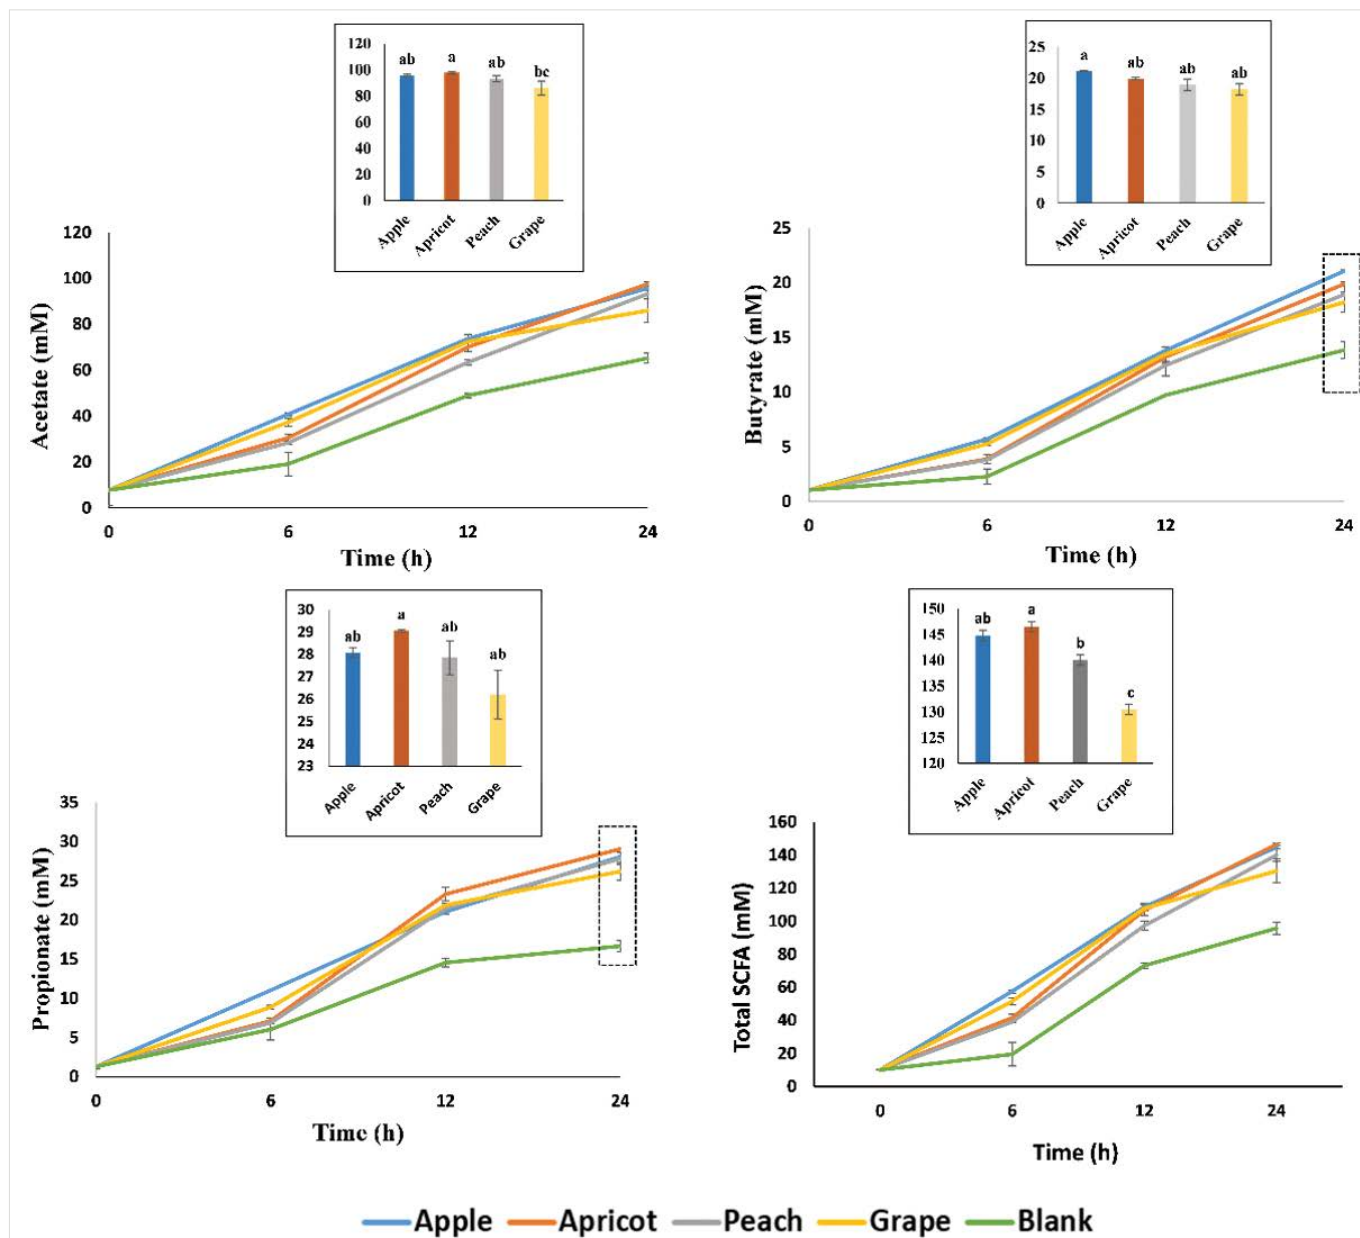 120
100
80
60
40
20
0
ab
a
ab
bc
Apple
Apricot
Peach
Grape
25
20
15
10
5
0
a
ab
ab
ab
Apple
Apricot
Peach
Grape
120
100
80
60
40
20
0
Acetate (mM)
0 6 12 24
Time (h)
25
20
15
10
5
0
Butyrate (mM)
0 6 12 24
Time (h)
30
29
28
27
26
25
24
23
ab
a
ab
ab
Apple
Apricot
Peach
Grape
150
145
140
135
130
125
120
ab
a
b
c
Apple
Apricot
Peach
Grape
35
30
25
20
15
10
5
0
Propionate (mM)
0 6 12 24
Time (h)
160
140
120
100
80
60
40
20
0
Total SCFA (mM)
0 6 12 24
Time (h)
Apple Apricot Peach Grape Blank